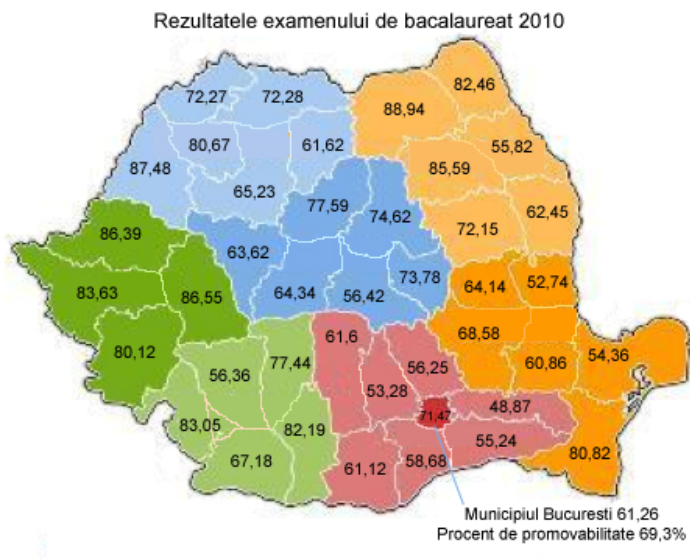 Rezultatele examenului de bacalaureat 2010
82,46
72,27 72,28 88,94
80,67 61,62 55,82
87,48 85,59
65,23
77,59 74,62 62,45
86,39 72,15
63,62
73,78 52,74
83,63 86,55 64,14
64,34 56,42
61,6 68,58
80,12 77,44 56,25 60,86 54,36
56,36
53,28
48,87
83,05 82,19 71,47
55,24
67,18 61,12 58,68 80,82
Municipiul Bucuresti 61,26
Procent de promovabilitate 69,3%